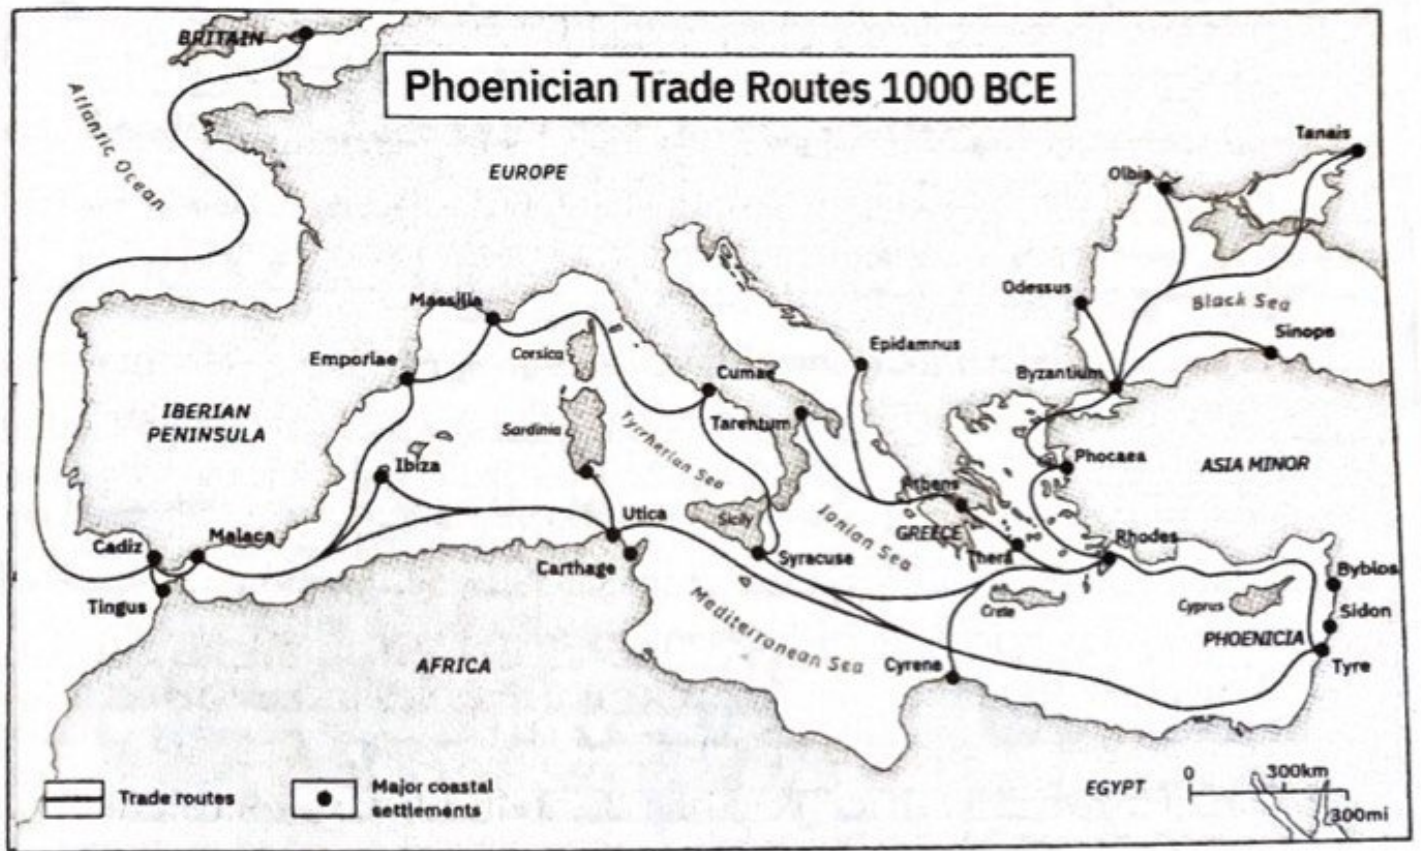 Phoenician Trade Routes 1000 BCE
BRITAIN
Atlantic Ocean
EUROPE
Tanais
Olbia
Massilia
Odessus
Black Sea
Sinope
Corsica
Epidamnus
Emporiae
Cumae
Byzantium
IBERIAN
PENINSULA
Sardinia
Tarentum
Tyrrherian Sea
Ibiza
Phocaea
ASIA MINOR
Athens
Utica
Sicily
Ionian Sea
GREECE
Cadiz
Malaca
Carthage
Syracuse
Thera
Rhodes
Byblos
Tingus
Crete
Cyprus
Sidon
Mediterranean Sea
PHOENICIA
AFRICA
Cyrene
Tyre
Trade routes
Major coastal
settlements
EGYPT
0 300km
300mi